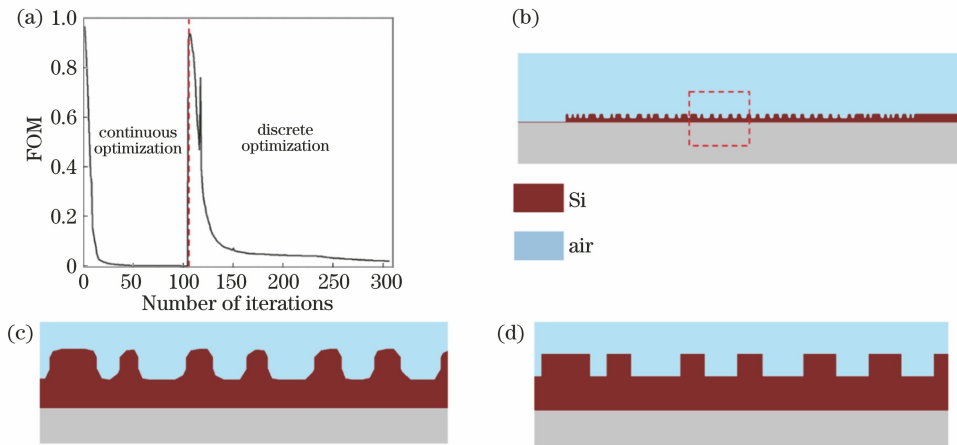 (a)
1.0
0.8
0.6
0.4
0.2
0
FOM
continuous
optimization
discrete
optimization
0
50
100
150
200
250
300
Number of iterations
(b)
Si
air
(c)
(d)